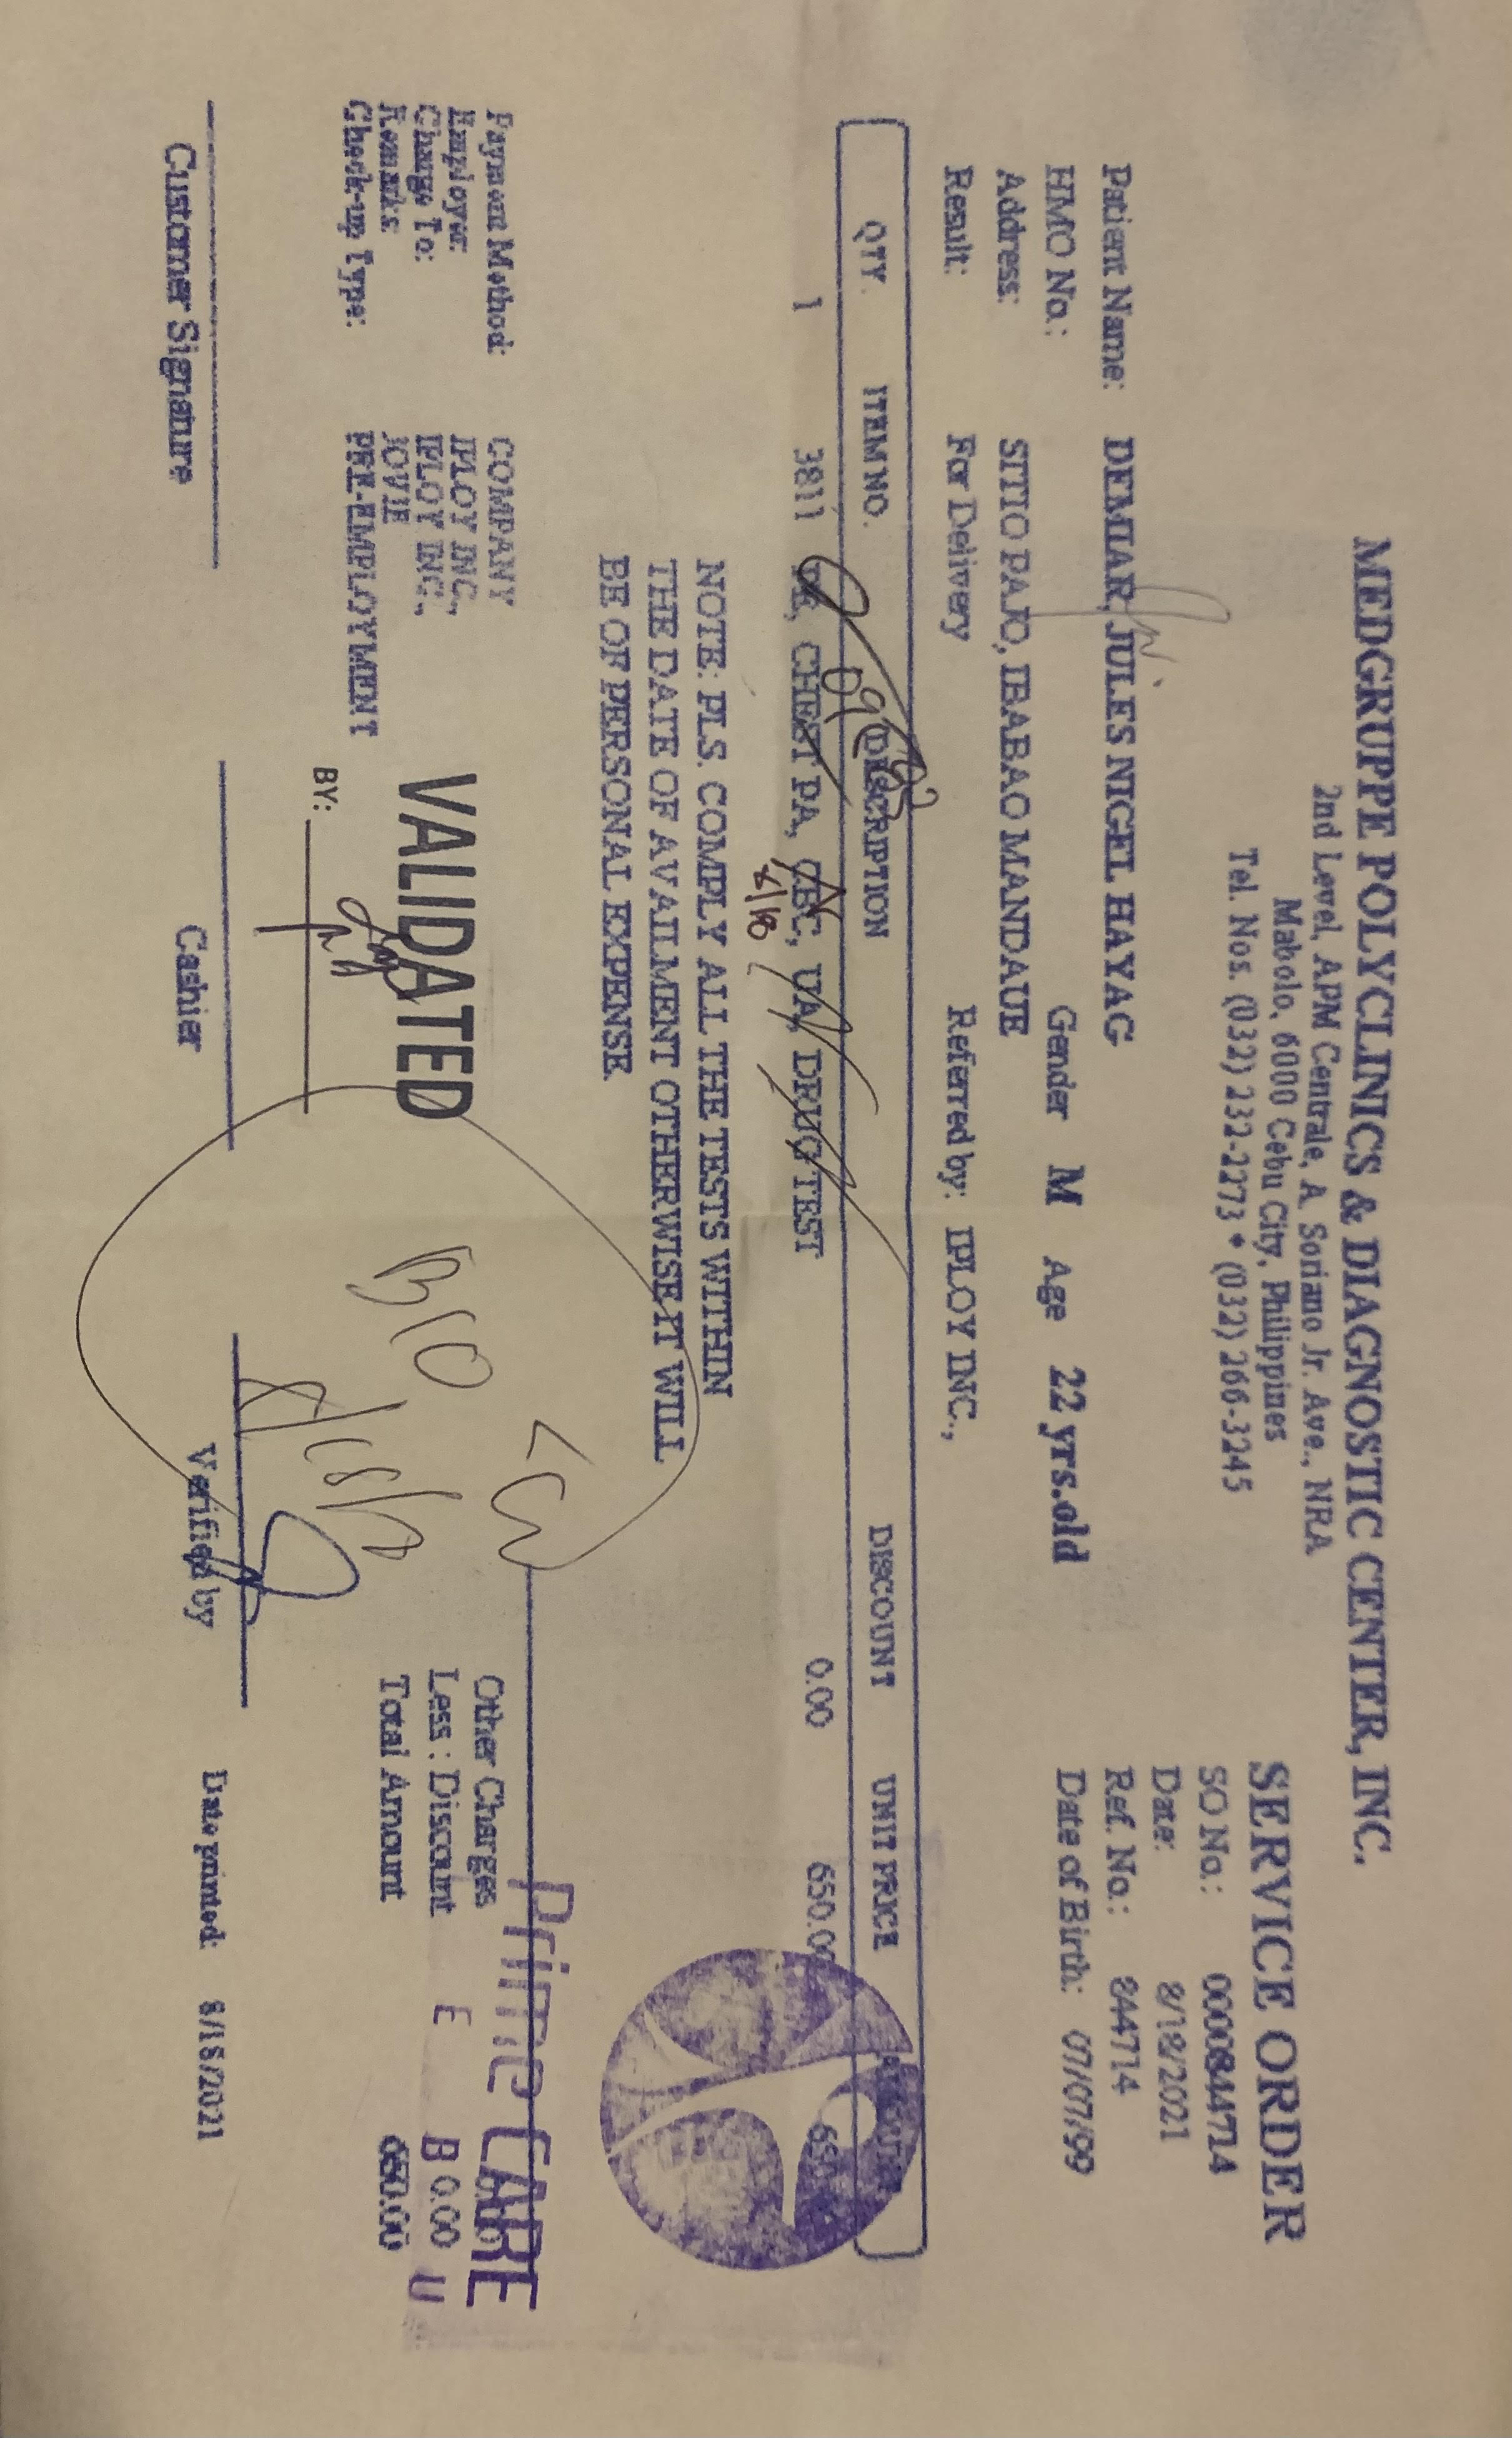 MEDGRUPPE POLYCLINICS & DIAGNOSTIC CENTER, INC.
2nd Level, APM Centrale, A. Soriano Jr. Ave., NRA
Mabolo, 6000 Cebu City, Philippines
Tel. Nos. (032) 232-2273 * (032) 266-3245
SERVICE ORDER
SO No.: 0000844714
Date: 8/18/2021
Ref. No.: 844714
Date of Birth: 07/07/99
Patient Name: DEMIAR, JULES NIGEL HAYAG
HMO No.: Gender M Age 22 yrs.old
Address: SITIO PAJO, IBABAO MANDAUE
Result: For Delivery Referred by: IPLOY INC.,
QTY. ITEM NO. DESCRIPTION DISCOUNT UNIT PRICE
1 3811 PE, CHEST PA, CBC, UA, DRUG TEST 0.00 650.00
NOTE: PLS. COMPLY ALL THE TESTS WITHIN
THE DATE OF AVAILMENT OTHERWISE IT WILL
BE OF PERSONAL EXPENSE.
Payment Method: COMPANY
Employer: IPLOY INC.,
Charge To: IPLOY INC.,
Remarks: JOVIE
Check-up Type: PRE-EMPLOYMENT
Other Charges 0.00
Less : Discount 0.00
Total Amount 650.00
Prime CARE
C E B U
VALIDATED
BY:
Customer Signature Cashier Verified by Date printed: 8/18/2021